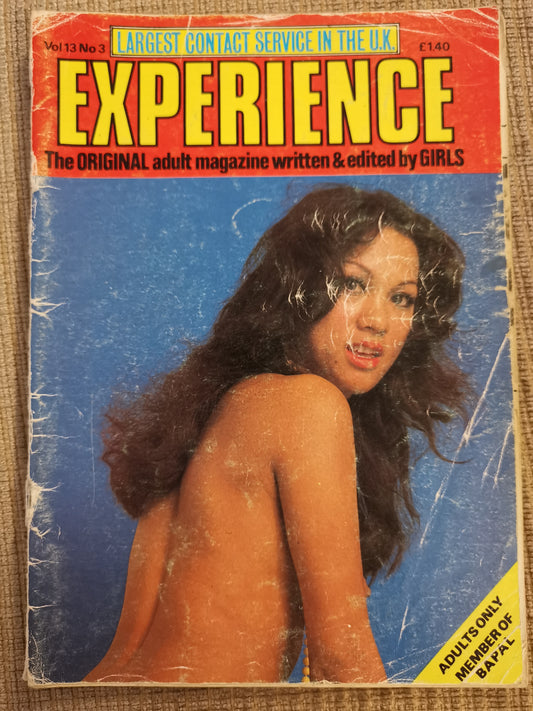 LARGEST CONTACT SERVICE IN THE U.K.
Vol 13 No 3
£1.40
EXPERIENCE
The ORIGINAL adult magazine written & edited by GIRLS
ADULTS ONLY
MEMBER OF
BAPAL